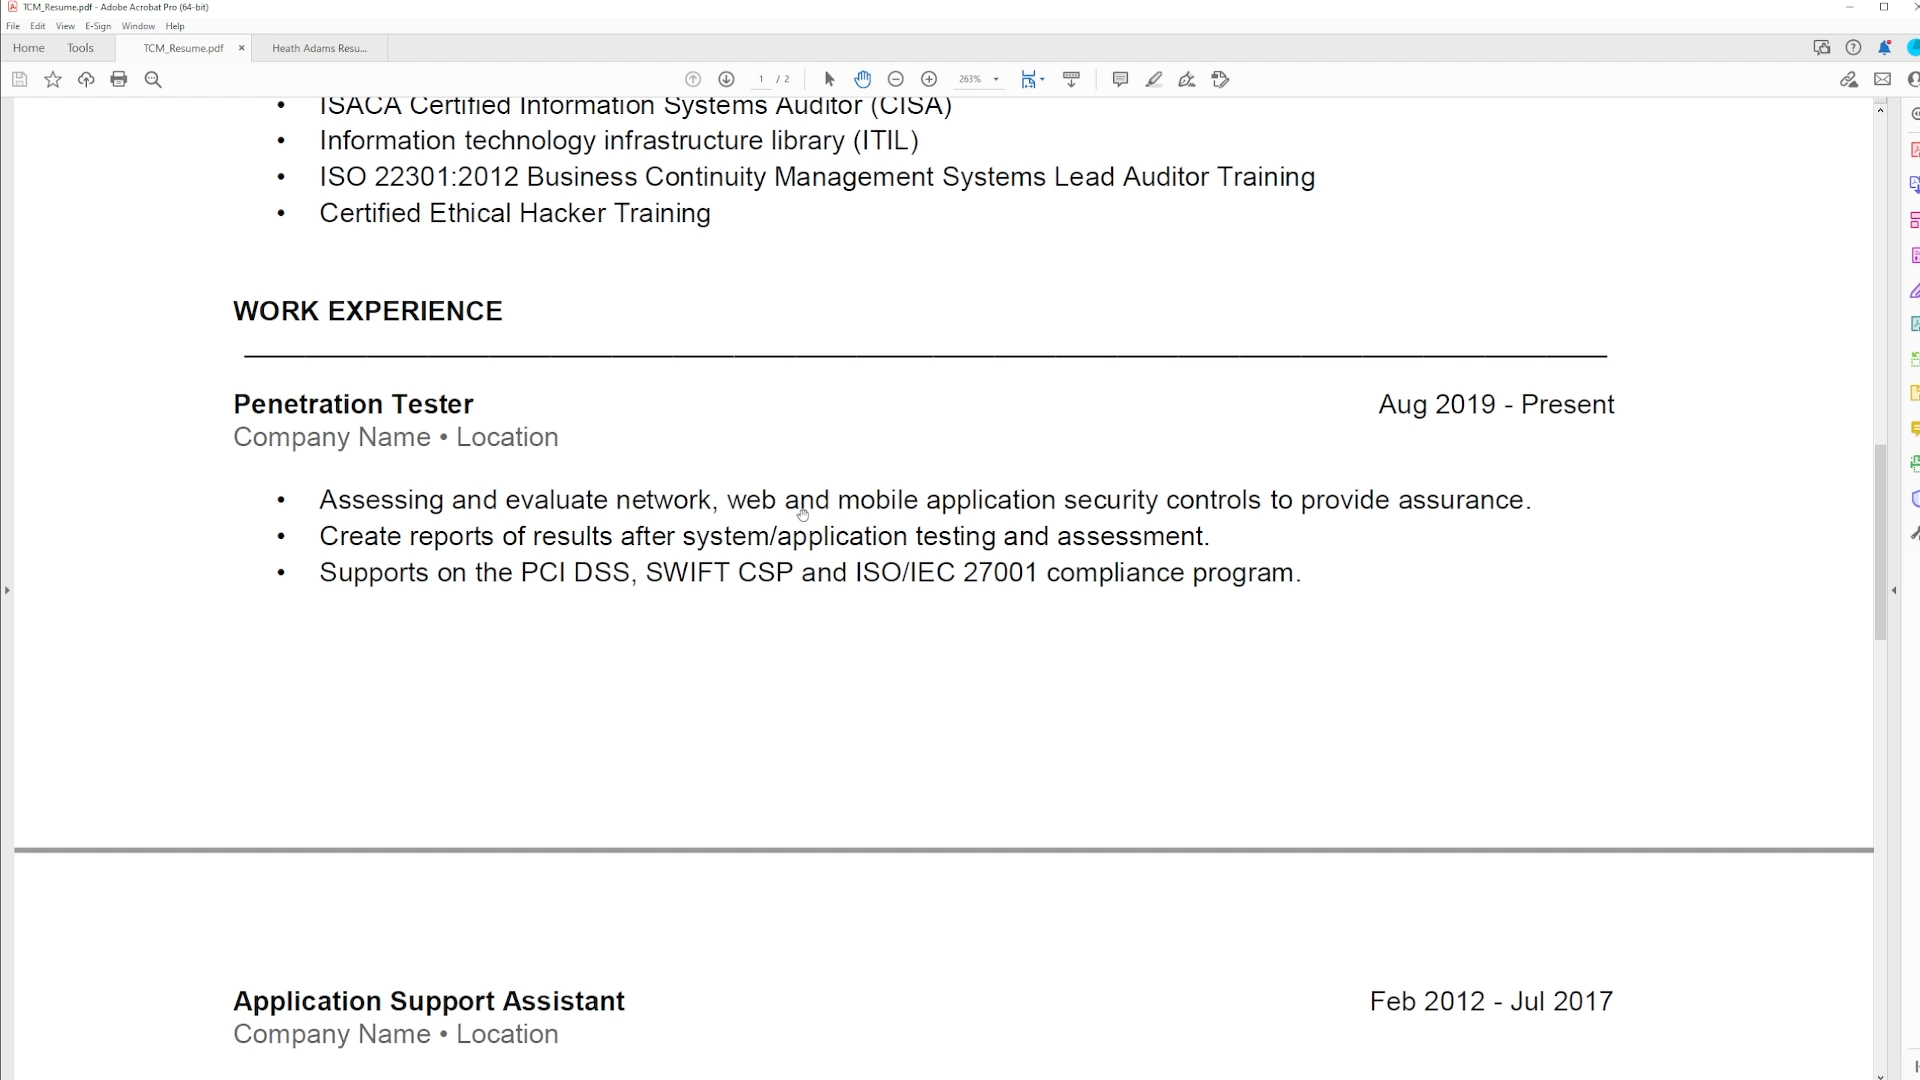 TCM_Resume.pdf - Adobe Acrobat Pro (64-bit)
File Edit View E-Sign Window Help
Home Tools TCM_Resume.pdf × Heath Adams Resu...
1 / 2 263%
• ISACA Certified Information Systems Auditor (CISA)
• Information technology infrastructure library (ITIL)
• ISO 22301:2012 Business Continuity Management Systems Lead Auditor Training
• Certified Ethical Hacker Training
WORK EXPERIENCE
Penetration Tester Aug 2019 - Present
Company Name • Location
• Assessing and evaluate network, web and mobile application security controls to provide assurance.
• Create reports of results after system/application testing and assessment.
• Supports on the PCI DSS, SWIFT CSP and ISO/IEC 27001 compliance program.
Application Support Assistant Feb 2012 - Jul 2017
Company Name • Location